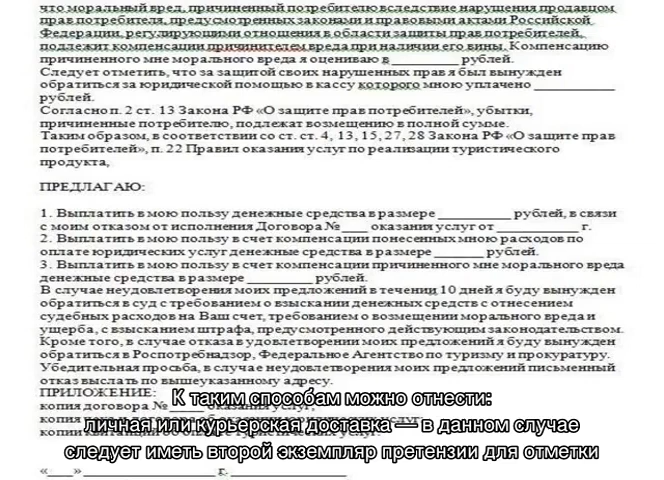 что моральный вред, причиненный потребителю вследствие нарушения продавцом
прав потребителя, предусмотренных законами и правовыми актами Российской
Федерации, регулирующими отношения в области защиты прав потребителей,
подлежит компенсации причинителем вреда при наличии его вины. Компенсацию
причиненного мне морального вреда я оцениваю в __________ рублей.
Следует отметить, что за защитой своих нарушенных прав я был вынужден
обратиться за юридической помощью в кассу которого мною уплачено ____________
рублей.
Согласно п. 2 ст. 13 Закона РФ «О защите прав потребителей», убытки,
причиненные потребителю, подлежат возмещению в полной сумме.
Таким образом, в соответствии со ст. ст. 4, 13, 15, 27, 28 Закона РФ «О защите прав
потребителей», п. 22 Правил оказания услуг по реализации туристического
продукта,
ПРЕДЛАГАЮ:
1. Выплатить в мою пользу денежные средства в размере ___________ рублей, в связи
с моим отказом от исполнения Договора №____ оказания услуг от ____________ г.
2. Выплатить в мою пользу в счет компенсации понесенных мною расходов по
оплате юридических услуг денежные средства в размере ________ рублей.
3. Выплатить в мою пользу в счет компенсации причиненного мне морального вреда
денежные средства в размере __________ рублей.
В случае неудовлетворения моих предложений в течении 10 дней я буду вынужден
обратиться в суд с требованием о взыскании денежных средств с отнесением
судебных расходов на Ваш счет, требованием о возмещении морального вреда и
ущерба, с взысканием штрафа, предусмотренного действующим законодательством.
Кроме того, в случае отказа в удовлетворении моих предложений я буду вынужден
обратиться в Роспотребнадзор, Федеральное Агентство по туризму и прокуратуру.
Убедительная просьба, в случае неудовлетворения моих предложений письменный
отказ выслать по вышеуказанному адресу.
ПРИЛОЖЕНИЕ:
К таким способам можно отнести:
копия договора №_____ оказания услуг;
личная или курьерская доставка — в данном случае
следует иметь второй экземпляр претензии для отметки
«____» ____________________ г. ________________